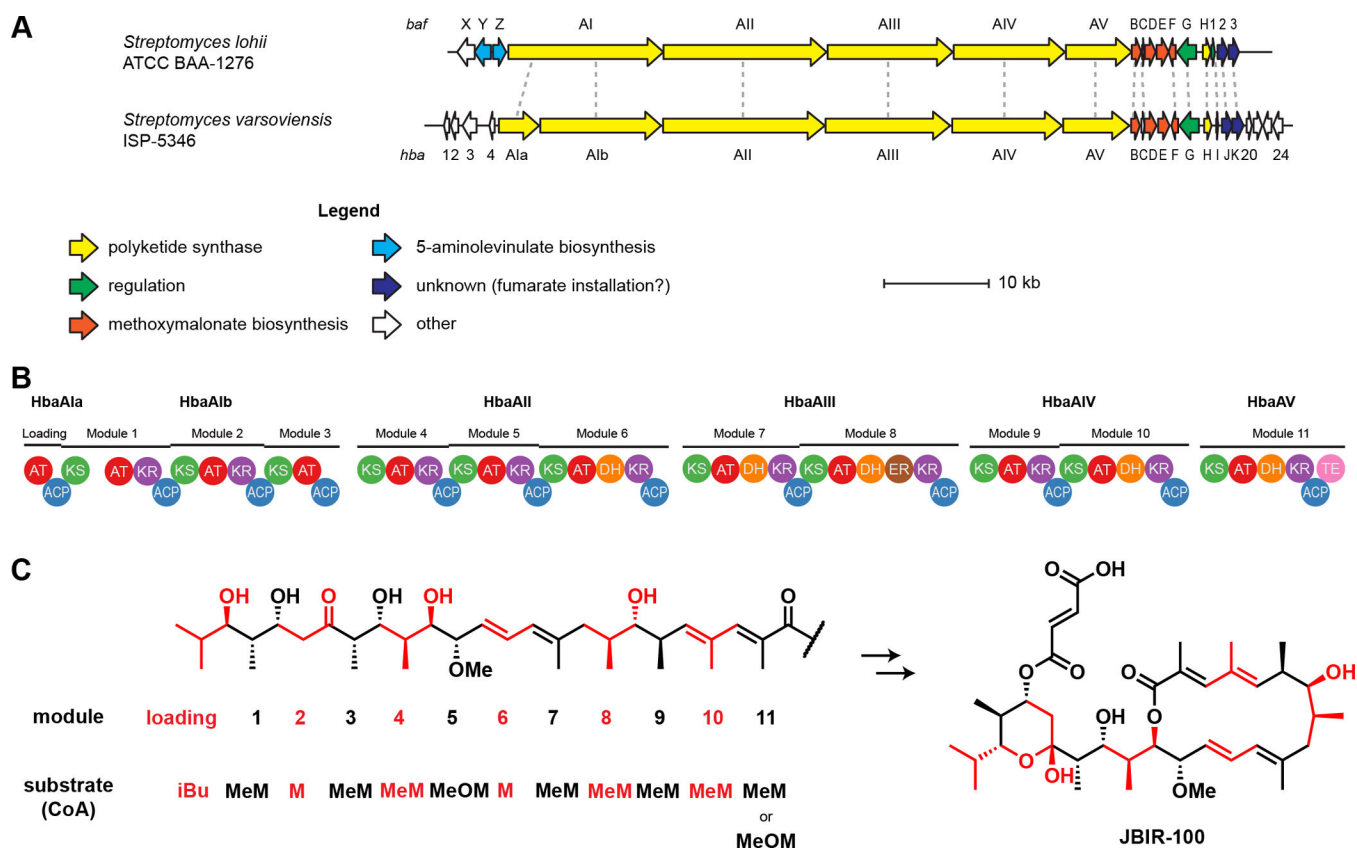 A
baf X Y Z AI AII AIII AIV AV B C D E F G H 1 2 3
Streptomyces lohii
ATCC BAA-1276
Streptomyces varsoviensis
ISP-5346
hba 1 2 3 4 AIa AIb AII AIII AIV AV B C D E F G H I J K 20 24
Legend
polyketide synthase
5-aminolevulinate biosynthesis
regulation
unknown (fumarate installation?)
10 kb
methoxymalonate biosynthesis
other
B
HbaAIa HbaAIb HbaAII HbaAIII HbaAIV HbaAV
Loading Module 1 Module 2 Module 3 Module 4 Module 5 Module 6 Module 7 Module 8 Module 9 Module 10 Module 11
AT KS AT KR KS AT KR KS AT KS AT KR KS AT KR KS AT DH KR KS AT DH KR KS AT DH ER KR KS AT KR KS AT DH KR KS AT DH KR TE
ACP ACP ACP ACP ACP ACP ACP ACP ACP ACP ACP ACP
C
OH OH O OH OH OH O
OMe
module loading 1 2 3 4 5 6 7 8 9 10 11
substrate
(CoA)
iBu MeM M MeM MeM MeOM M MeM MeM MeM MeM MeM
or
MeOM
O OH
O O
O O OH
OH O
O OH
OMe
JBIR-100